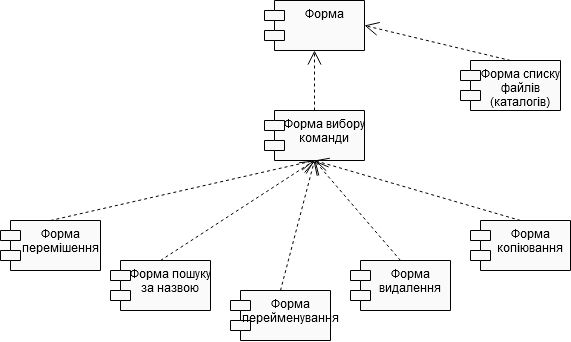 Форма
Форма списку
файлів
(каталогів)
Форма вибору
команди
Форма
перемішення
Форма пошуку
за назвою
Форма
перейменування
Форма
видалення
Форма
копіювання